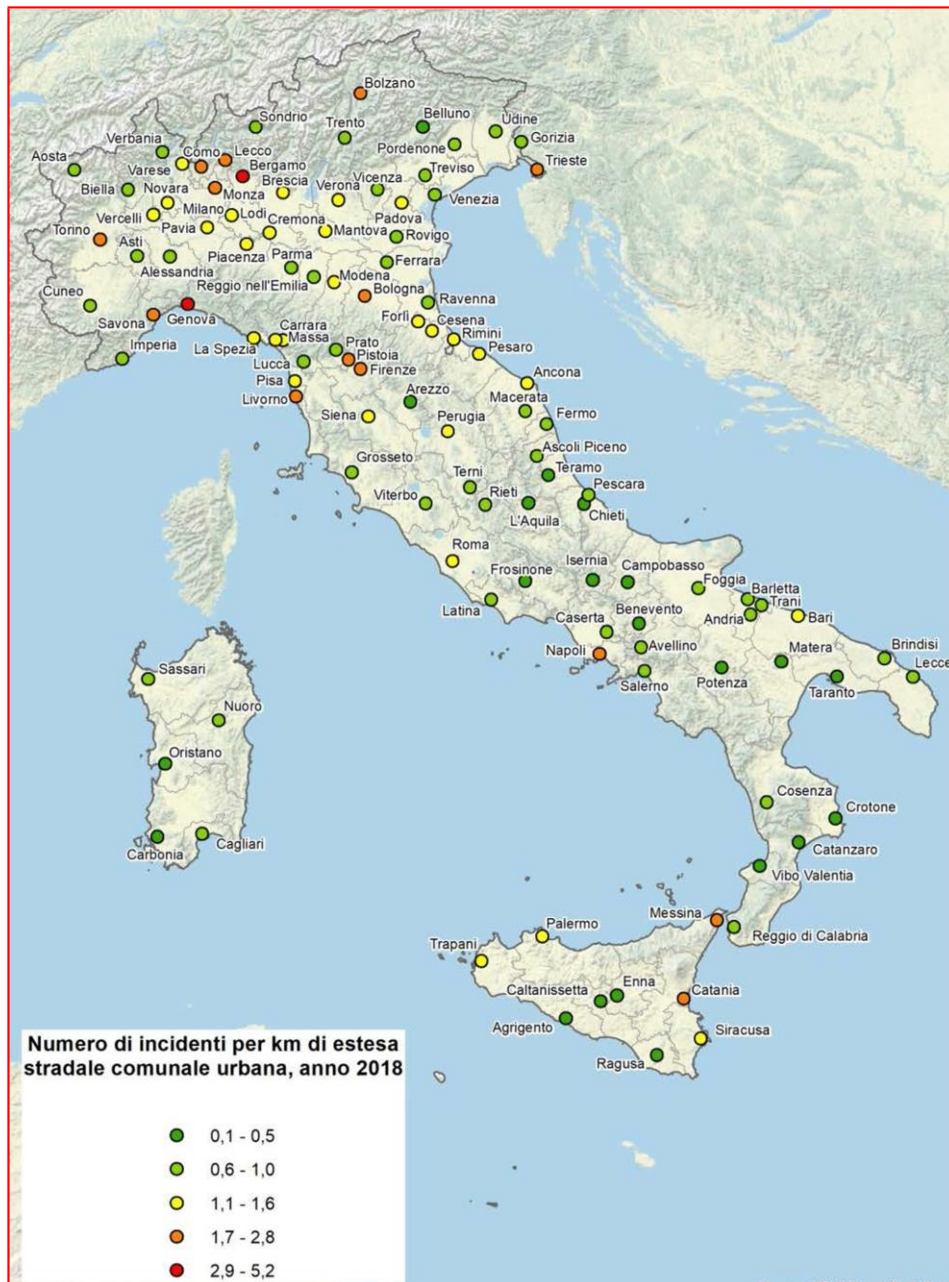 Bolzano
Sondrio
Belluno
Udine
Verbania
Trento
Gorizia
Pordenone
Como
Lecco
Aosta
Varese
Bergamo
Treviso
Trieste
Brescia
Verona
Vicenza
Biella
Novara
Monza
Venezia
Milano
Lodi
Padova
Vercelli
Cremona
Torino
Pavia
Mantova
Rovigo
Asti
Piacenza
Parma
Ferrara
Alessandria
Modena
Reggio nell'Emilia
Bologna
Cuneo
Ravenna
Savona
Genova
Forlì
Cesena
Carrara
Rimini
Imperia
La Spezia
Massa
Prato
Pistoia
Pesaro
Lucca
Firenze
Pisa
Ancona
Arezzo
Livorno
Macerata
Siena
Perugia
Fermo
Grosseto
Ascoli Piceno
Terni
Teramo
Viterbo
Rieti
Pescara
L'Aquila
Chieti
Roma
Isernia
Frosinone
Campobasso
Foggia
Barletta
Latina
Trani
Caserta
Benevento
Andria
Bari
Napoli
Avellino
Matera
Brindisi
Sassari
Salerno
Potenza
Lecce
Taranto
Nuoro
Oristano
Cosenza
Crotone
Carbonia
Cagliari
Catanzaro
Vibo Valentia
Messina
Palermo
Reggio di Calabria
Trapani
Caltanissetta
Enna
Catania
Agrigento
Siracusa
Ragusa
Numero di incidenti per km di estesa
stradale comunale urbana, anno 2018
0,1 - 0,5
0,6 - 1,0
1,1 - 1,6
1,7 - 2,8
2,9 - 5,2